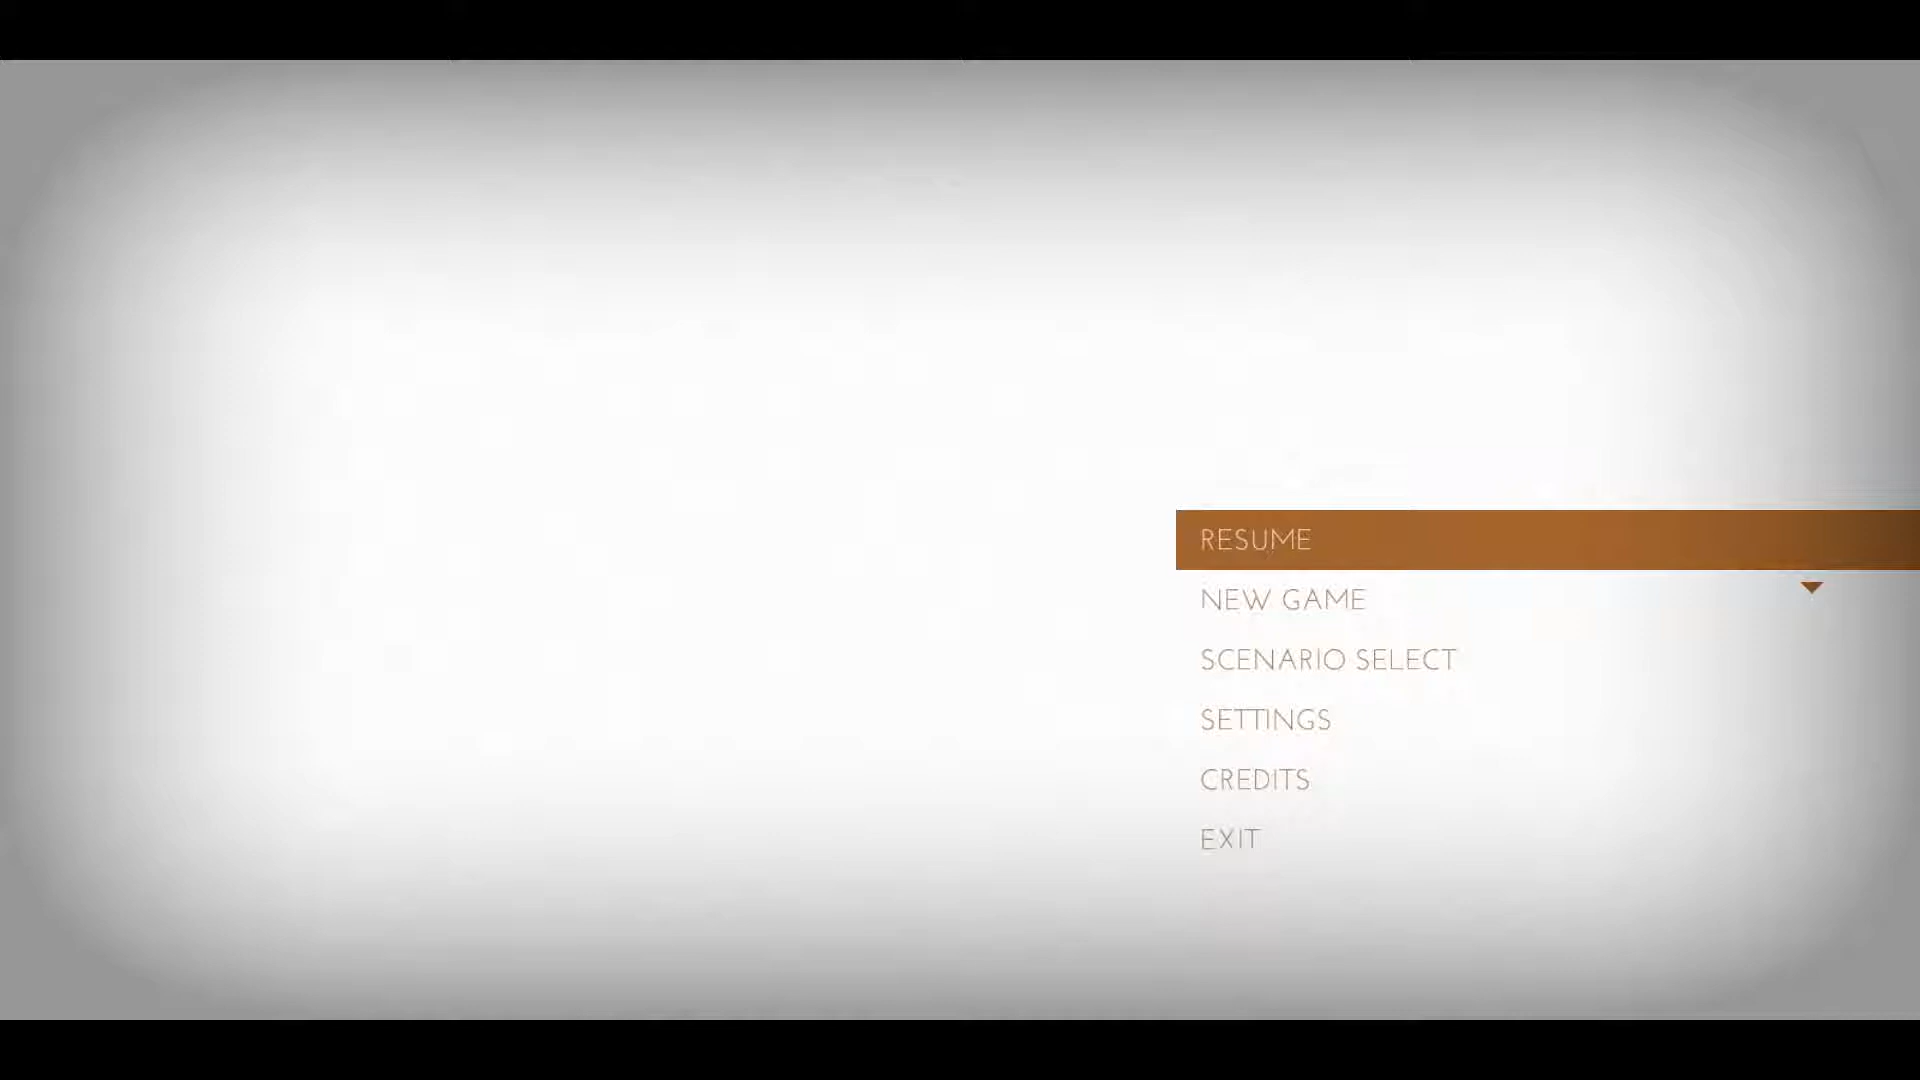 RESUME
NEW GAME
SCENARIO SELECT
SETTINGS
CREDITS
EXIT